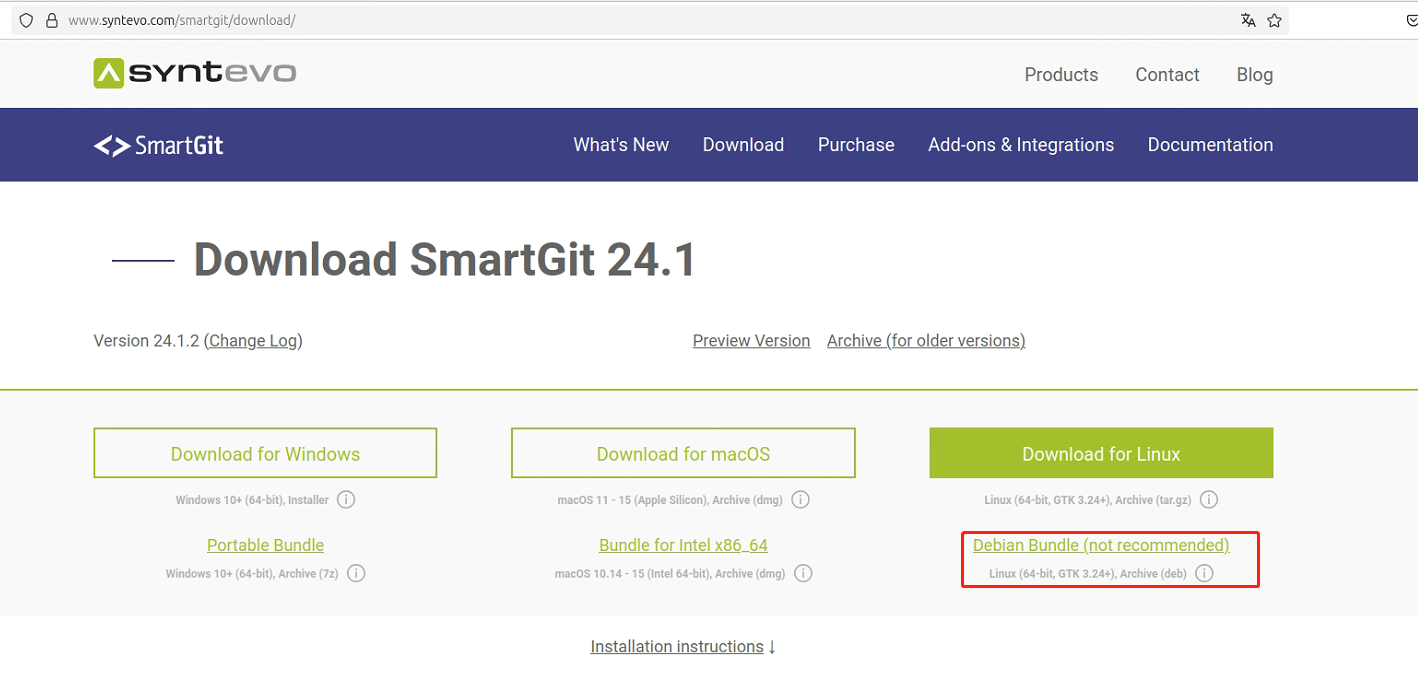 www.syntevo.com/smartgit/download/
syntevo
Products Contact Blog
SmartGit
What's New Download Purchase Add-ons & Integrations Documentation
Download SmartGit 24.1
Version 24.1.2 (Change Log) Preview Version Archive (for older versions)
Download for Windows Download for macOS Download for Linux
Windows 10+ (64-bit), Installer macOS 11 - 15 (Apple Silicon), Archive (dmg) Linux (64-bit, GTK 3.24+), Archive (tar.gz)
Portable Bundle Bundle for Intel x86_64 Debian Bundle (not recommended)
Windows 10+ (64-bit), Archive (7z) macOS 10.14 - 15 (Intel 64-bit), Archive (dmg) Linux (64-bit, GTK 3.24+), Archive (deb)
Installation instructions ↓